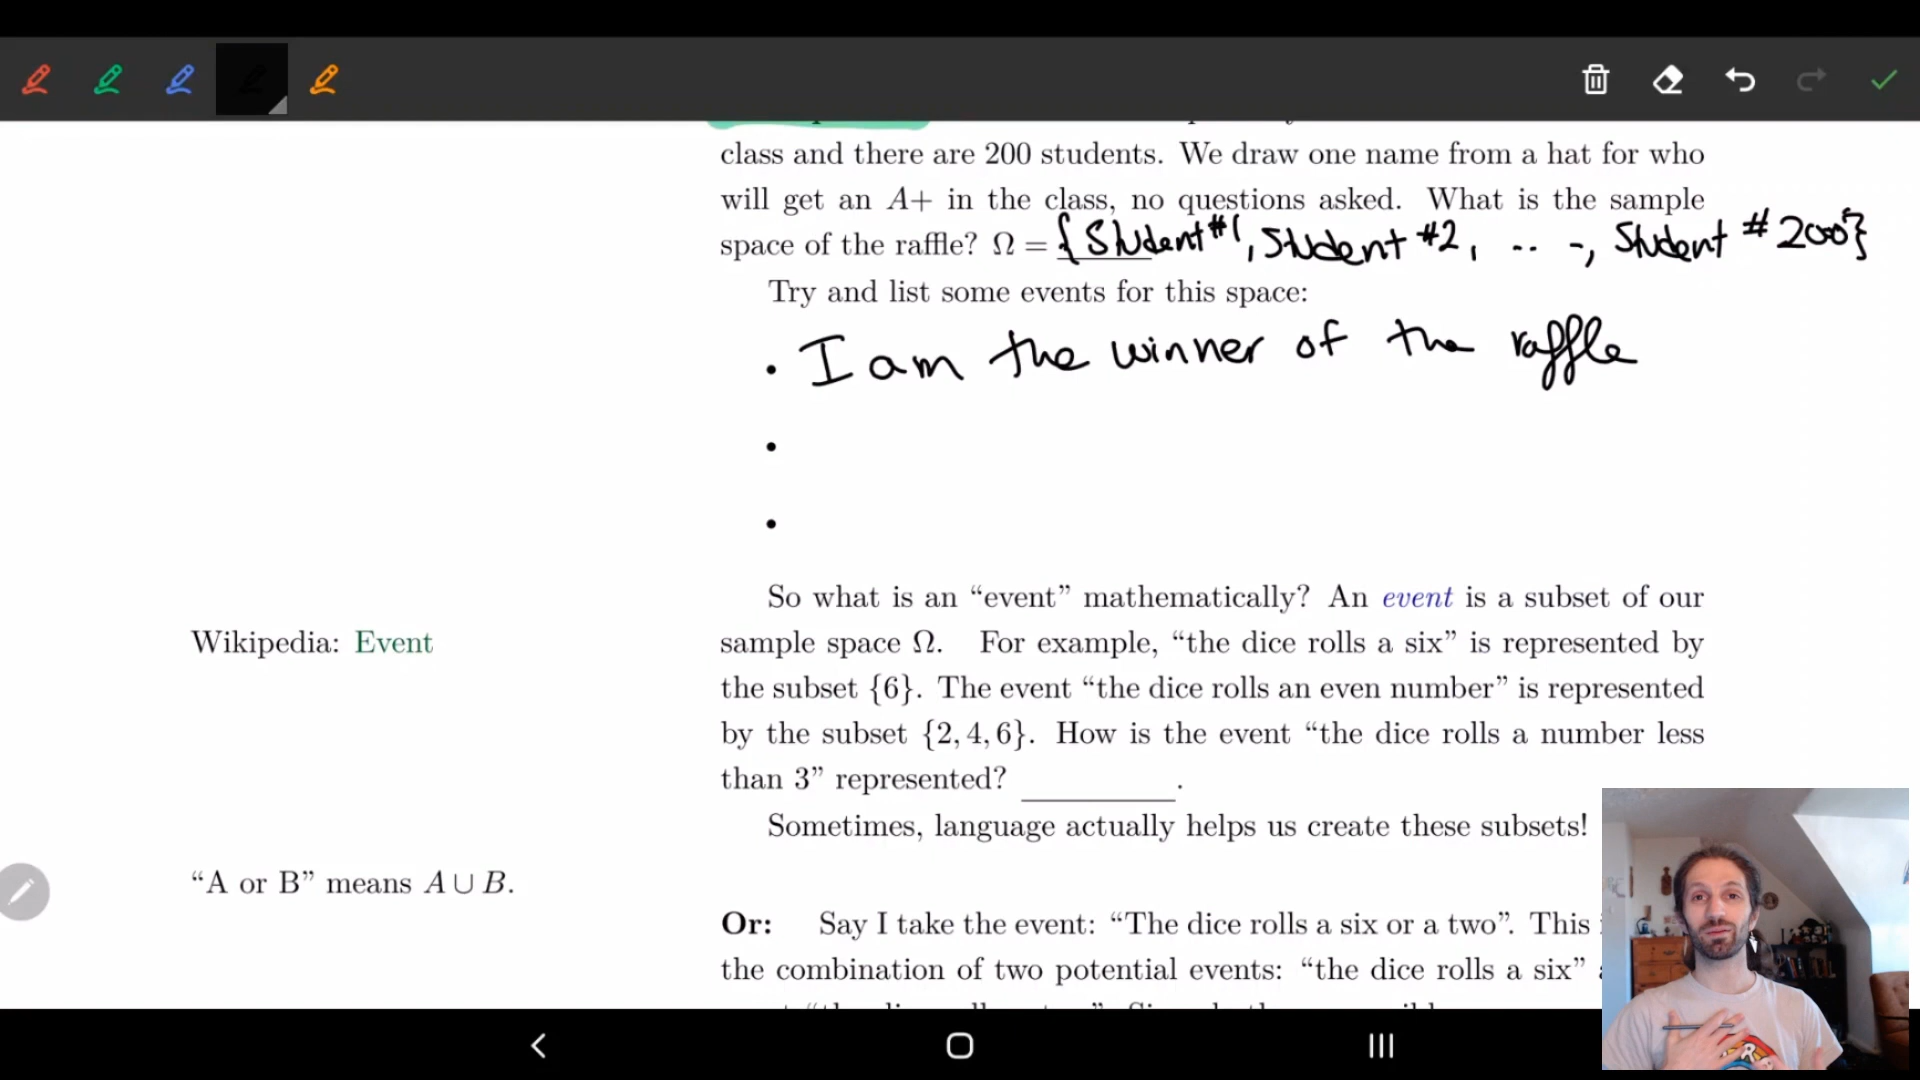 class and there are 200 students. We draw one name from a hat for who
will get an A+ in the class, no questions asked. What is the sample
space of the raffle? Ω = {Student #1, Student #2, ..-, Student #200}
Try and list some events for this space:
• I am the winner of the raffle
•
•
So what is an “event” mathematically? An event is a subset of our
Wikipedia: Event
sample space Ω. For example, “the dice rolls a six” is represented by
the subset {6}. The event “the dice rolls an even number” is represented
by the subset {2, 4, 6}. How is the event “the dice rolls a number less
than 3” represented? ________.
Sometimes, language actually helps us create these subsets!
“A or B” means A ∪ B.
Or: Say I take the event: “The dice rolls a six or a two”. This
the combination of two potential events: “the dice rolls a six”